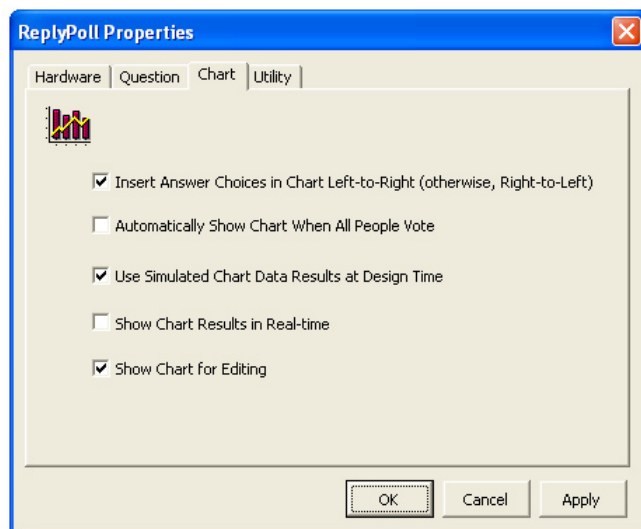 ReplyPoll Properties
Hardware Question Chart Utility
Insert Answer Choices in Chart Left-to-Right (otherwise, Right-to-Left)
Automatically Show Chart When All People Vote
Use Simulated Chart Data Results at Design Time
Show Chart Results in Real-time
Show Chart for Editing
OK Cancel Apply